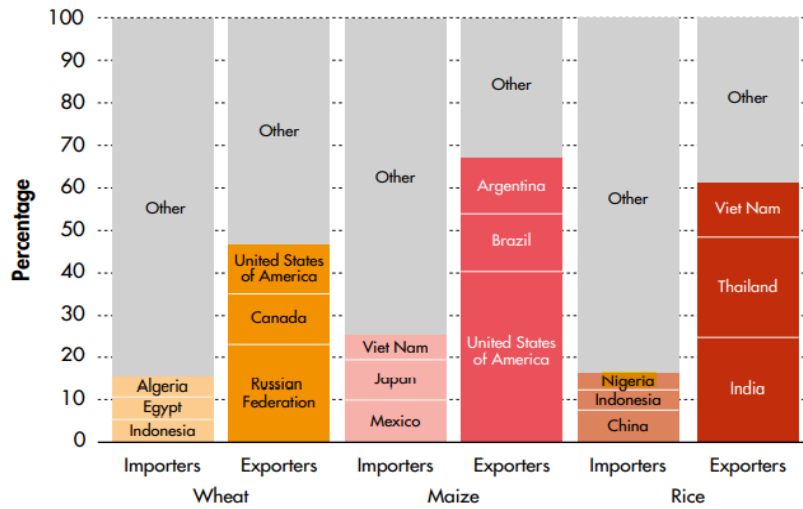 Percentage
100
90
80
70
60
50
40
30
20
10
0
Other
Algeria
Egypt
Indonesia
Other
United States
of America
Canada
Russian
Federation
Other
Viet Nam
Japan
Mexico
Other
Argentina
Brazil
United States
of America
Other
Nigeria
Indonesia
China
Other
Viet Nam
Thailand
India
Importers Exporters Importers Exporters Importers Exporters
Wheat Maize Rice